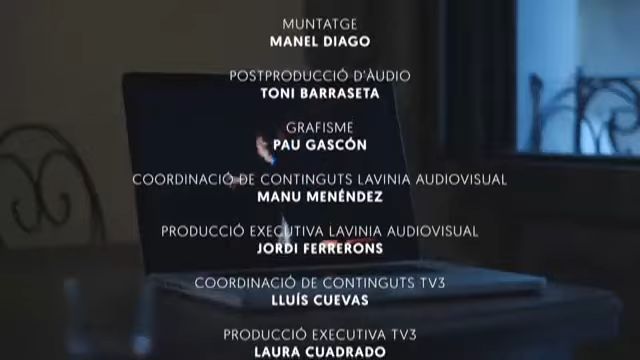 MUNTATGE
MANEL DIAGO
POSTPRODUCCIÓ D'ÀUDIO
TONI BARRASETA
GRAFISME
PAU GASCÓN
COORDINACIÓ DE CONTINGUTS LAVINIA AUDIOVISUAL
MANU MENÉNDEZ
PRODUCCIÓ EXECUTIVA LAVINIA AUDIOVISUAL
JORDI FERRERONS
COORDINACIÓ DE CONTINGUTS TV3
LLUÍS CUEVAS
PRODUCCIÓ EXECUTIVA TV3
LAURA CUADRADO